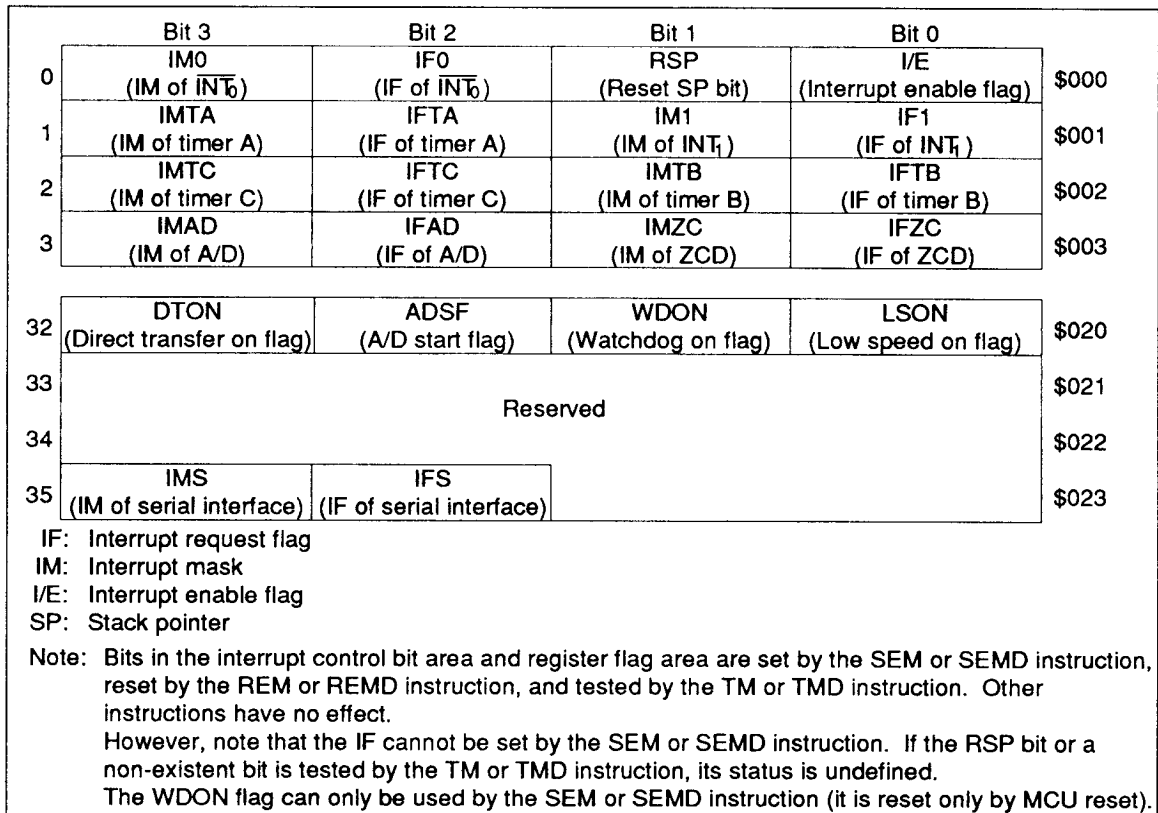 Bit 3 Bit 2 Bit 1 Bit 0
IM0 IF0 RSP I/E
0 (IM of INT0) (IF of INT0) (Reset SP bit) (Interrupt enable flag) $000
IMTA IFTA IM1 IF1
1 (IM of timer A) (IF of timer A) (IM of INT1) (IF of INT1) $001
IMTC IFTC IMTB IFTB
2 (IM of timer C) (IF of timer C) (IM of timer B) (IF of timer B) $002
IMAD IFAD IMZC IFZC
3 (IM of A/D) (IF of A/D) (IM of ZCD) (IF of ZCD) $003
DTON ADSF WDON LSON
32 (Direct transfer on flag) (A/D start flag) (Watchdog on flag) (Low speed on flag) $020
33 $021
Reserved
34 $022
IMS IFS
35 (IM of serial interface) (IF of serial interface) $023
IF: Interrupt request flag
IM: Interrupt mask
I/E: Interrupt enable flag
SP: Stack pointer
Note: Bits in the interrupt control bit area and register flag area are set by the SEM or SEMD instruction,
reset by the REM or REMD instruction, and tested by the TM or TMD instruction. Other
instructions have no effect.
However, note that the IF cannot be set by the SEM or SEMD instruction. If the RSP bit or a
non-existent bit is tested by the TM or TMD instruction, its status is undefined.
The WDON flag can only be used by the SEM or SEMD instruction (it is reset only by MCU reset).